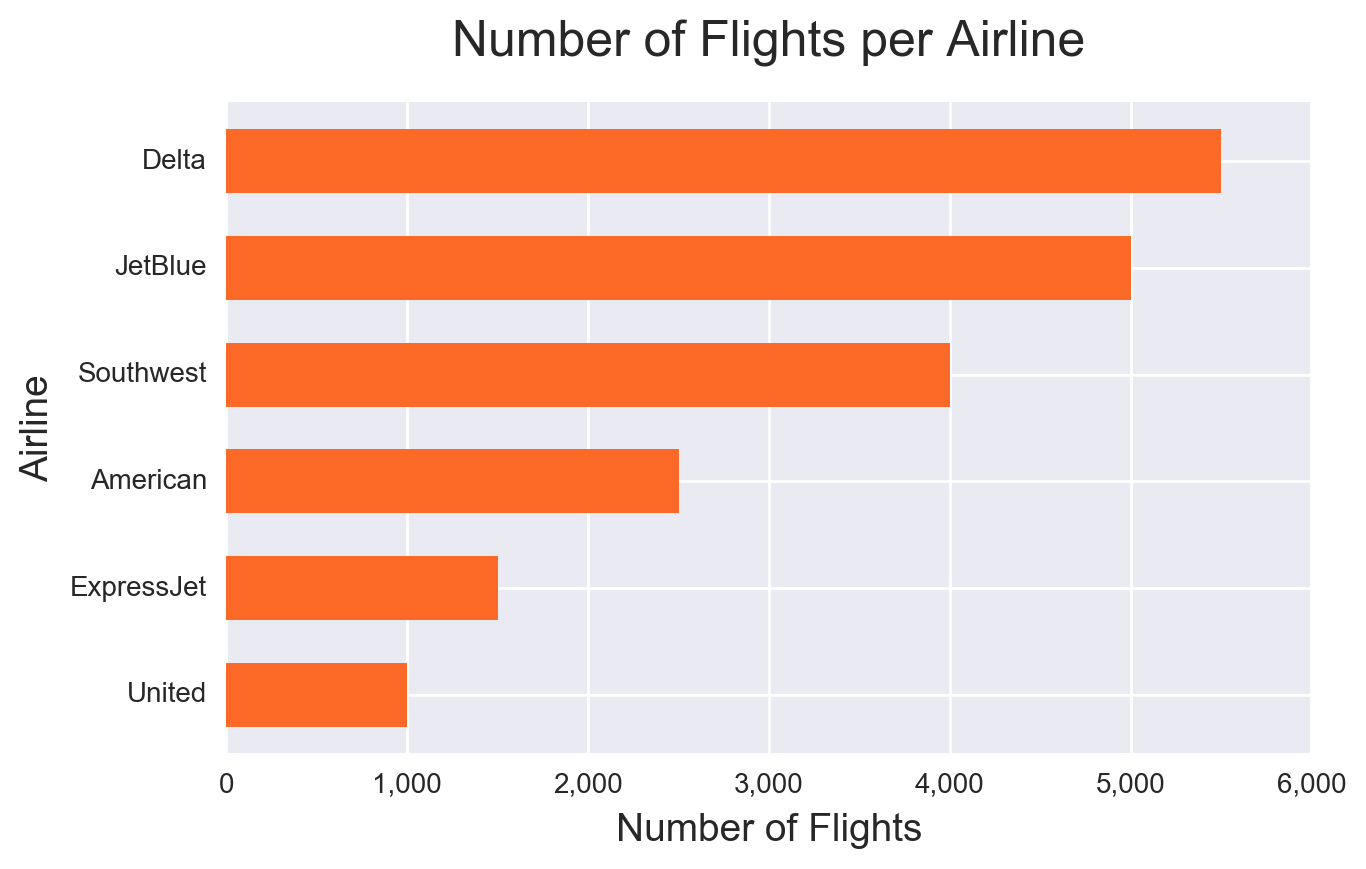 Number of Flights per Airline
Airline
Delta
JetBlue
Southwest
American
ExpressJet
United
0 1,000 2,000 3,000 4,000 5,000 6,000
Number of Flights